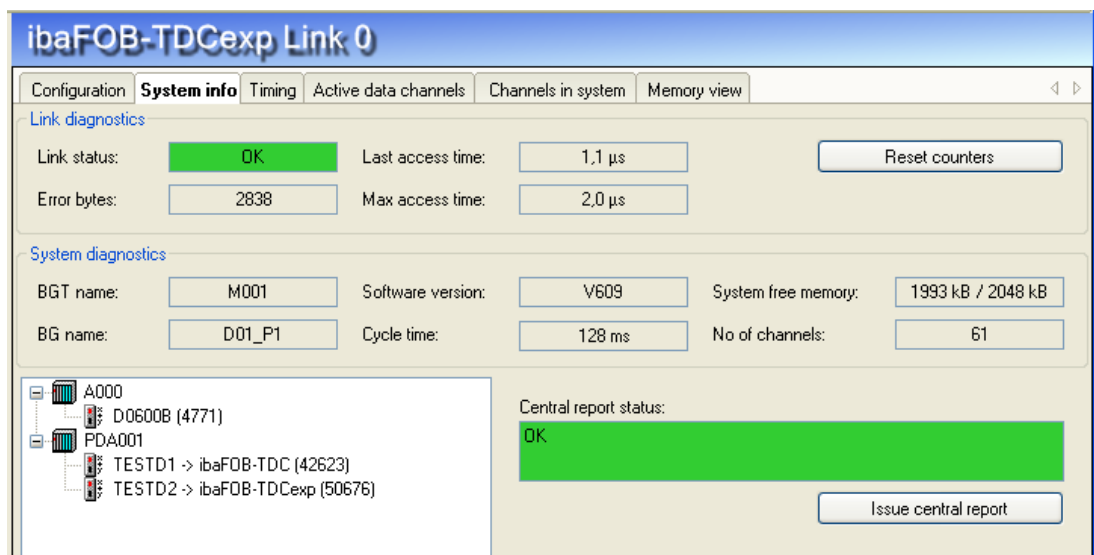 ibaFOB-TDCexp Link 0
Configuration System info Timing Active data channels Channels in system Memory view
Link diagnostics
Link status: OK Last access time: 1,1 µs Reset counters
Error bytes: 2838 Max access time: 2,0 µs
System diagnostics
BGT name: M001 Software version: V609 System free memory: 1993 kB / 2048 kB
BG name: D01_P1 Cycle time: 128 ms No of channels: 61
A000
D0600B (4771)
PDA001
TESTD1 -> ibaFOB-TDC (42623)
TESTD2 -> ibaFOB-TDCexp (50676)
Central report status:
OK
Issue central report